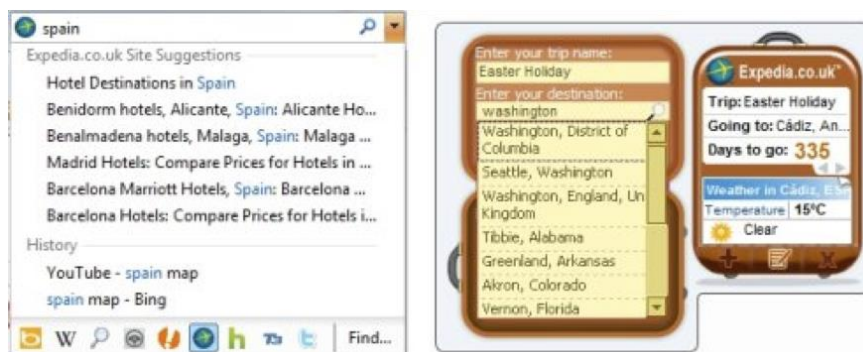 spain
Expedia.co.uk Site Suggestions
Hotel Destinations in Spain
Benidorm hotels, Alicante, Spain: Alicante Ho...
Benalmadena hotels, Malaga, Spain: Malaga ...
Madrid Hotels: Compare Prices for Hotels in ...
Barcelona Marriott Hotels, Spain: Barcelona ...
Barcelona Hotels: Compare Prices for Hotels i...
History
YouTube - spain map
spain map - Bing
W
h
t
Find...
Enter your trip name:
Easter Holiday
Enter your destination:
washington
Washington, District of
Columbia
Seattle, Washington
Washington, England, Un
Kingdom
Tibbie, Alabama
Greenland, Arkansas
Akron, Colorado
Vernon, Florida
Expedia.co.uk™
Trip: Easter Holiday
Going to: Cádiz, An...
Days to go: 335
Weather in Cádiz, ES
Temperature 15°C
Clear